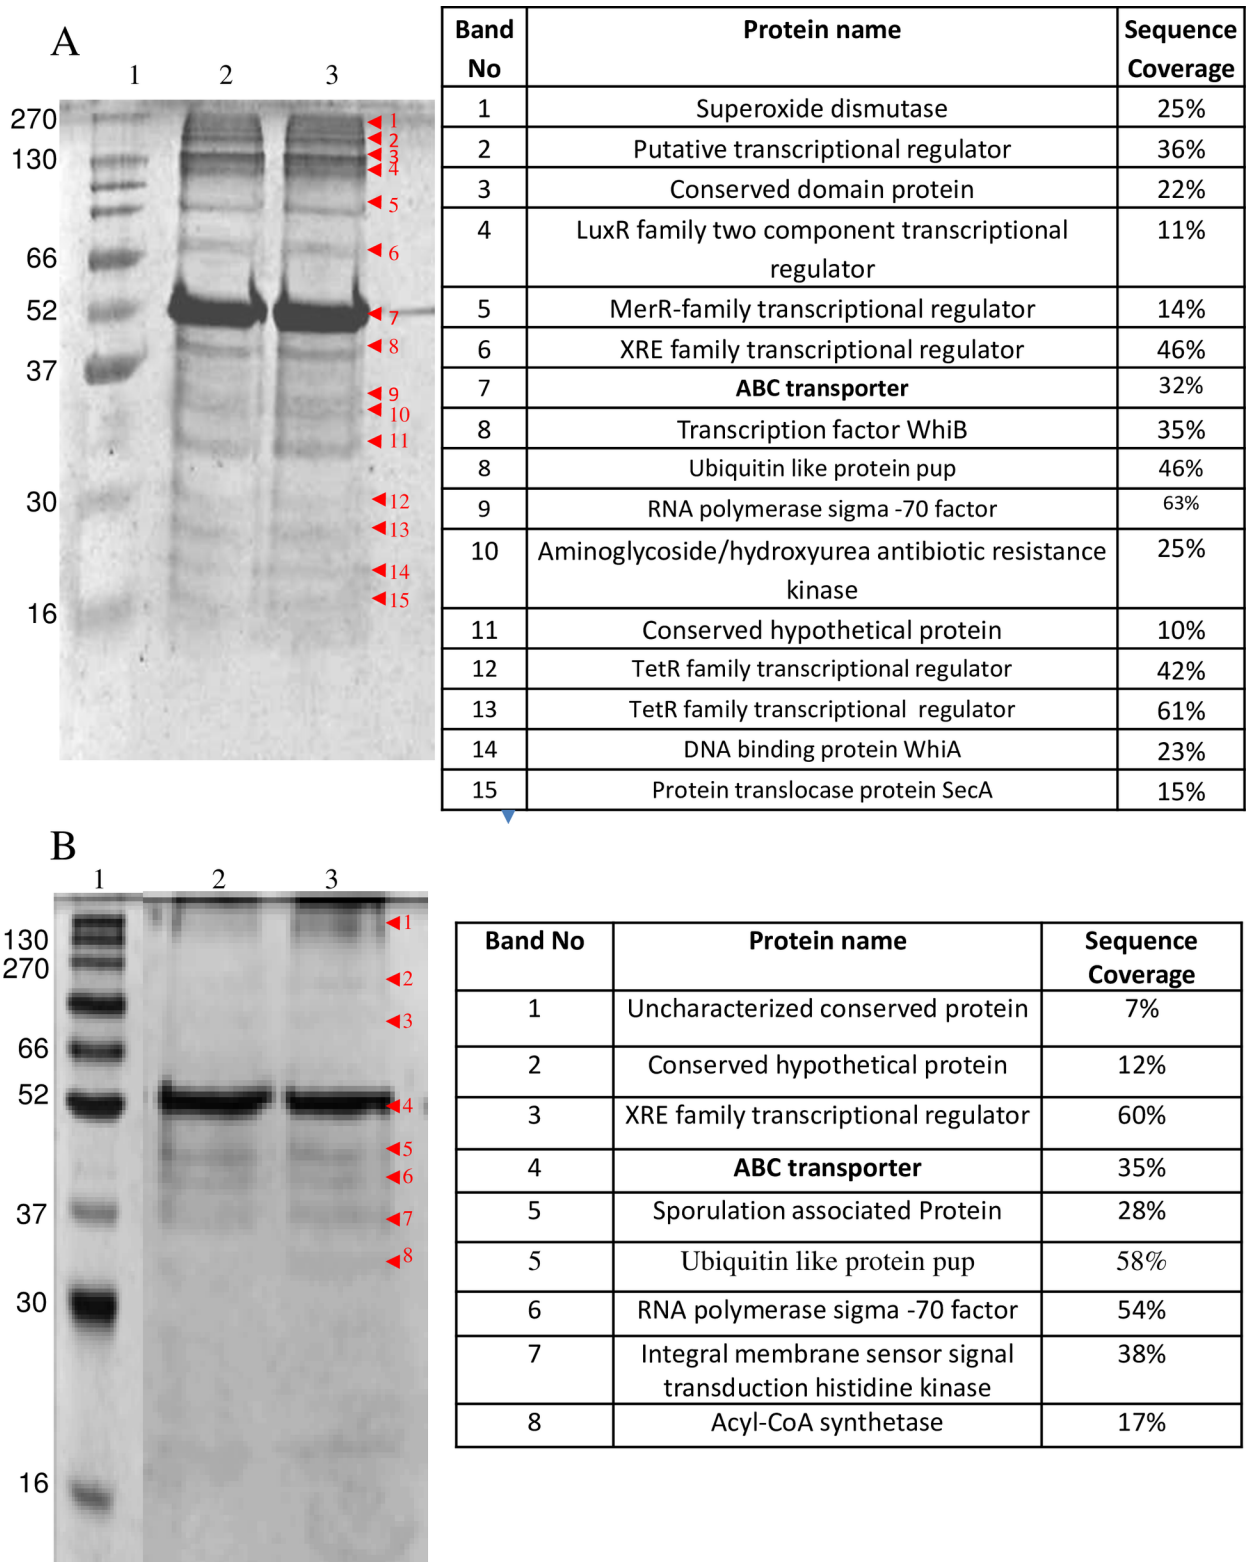 A
1 2 3
270
130
66
52
37
30
16
1
2
3
4
5
6
7
8
9
10
11
12
13
14
15
Band No Protein name Sequence Coverage
1 Superoxide dismutase 25%
2 Putative transcriptional regulator 36%
3 Conserved domain protein 22%
4 LuxR family two component transcriptional regulator 11%
5 MerR-family transcriptional regulator 14%
6 XRE family transcriptional regulator 46%
7 ABC transporter 32%
8 Transcription factor WhiB 35%
8 Ubiquitin like protein pup 46%
9 RNA polymerase sigma -70 factor 63%
10 Aminoglycoside/hydroxyurea antibiotic resistance kinase 25%
11 Conserved hypothetical protein 10%
12 TetR family transcriptional regulator 42%
13 TetR family transcriptional regulator 61%
14 DNA binding protein WhiA 23%
15 Protein translocase protein SecA 15%
B
1 2 3
130
270
66
52
37
30
16
1
2
3
4
5
6
7
8
Band No Protein name Sequence Coverage
1 Uncharacterized conserved protein 7%
2 Conserved hypothetical protein 12%
3 XRE family transcriptional regulator 60%
4 ABC transporter 35%
5 Sporulation associated Protein 28%
5 Ubiquitin like protein pup 58%
6 RNA polymerase sigma -70 factor 54%
7 Integral membrane sensor signal transduction histidine kinase 38%
8 Acyl-CoA synthetase 17%